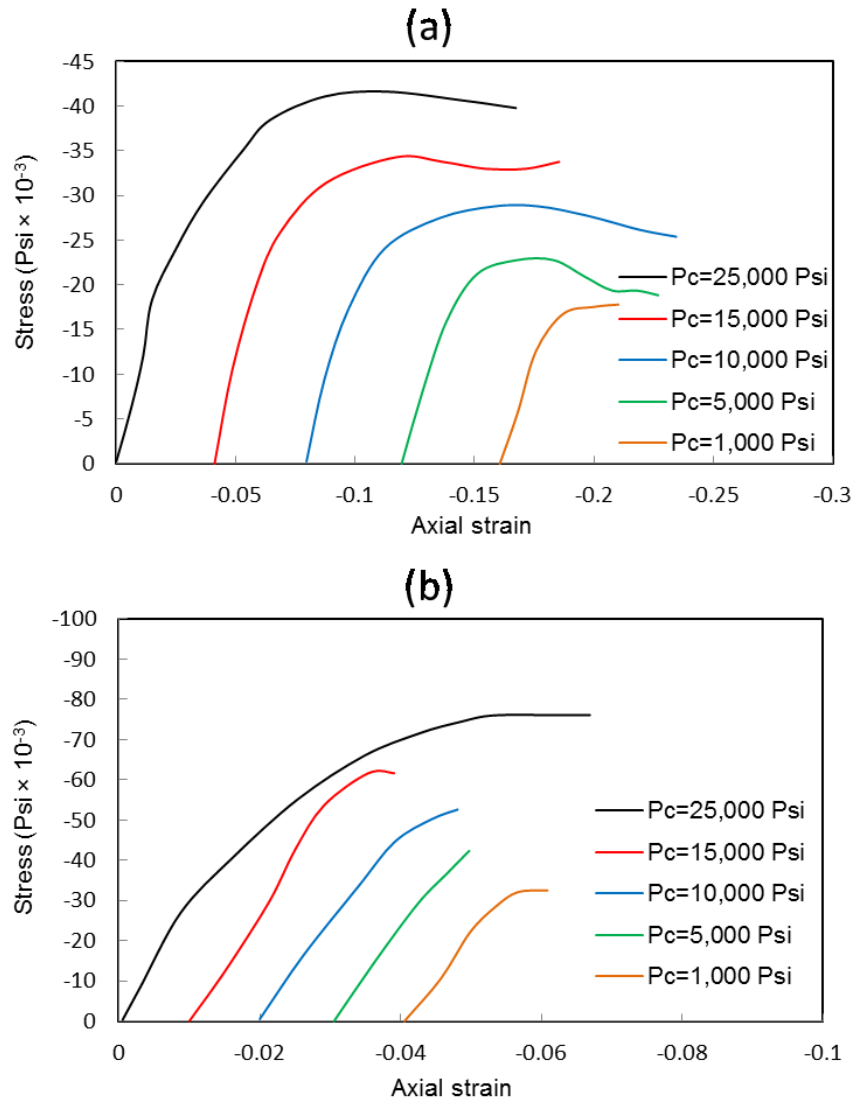 (a)
Stress (Psi × 10⁻³)
-45
-40
-35
-30
-25
-20
-15
-10
-5
0
Pc=25,000 Psi
Pc=15,000 Psi
Pc=10,000 Psi
Pc=5,000 Psi
Pc=1,000 Psi
0 -0.05 -0.1 -0.15 -0.2 -0.25 -0.3
Axial strain
(b)
Stress (Psi × 10⁻³)
-100
-90
-80
-70
-60
-50
-40
-30
-20
-10
0
Pc=25,000 Psi
Pc=15,000 Psi
Pc=10,000 Psi
Pc=5,000 Psi
Pc=1,000 Psi
0 -0.02 -0.04 -0.06 -0.08 -0.1
Axial strain